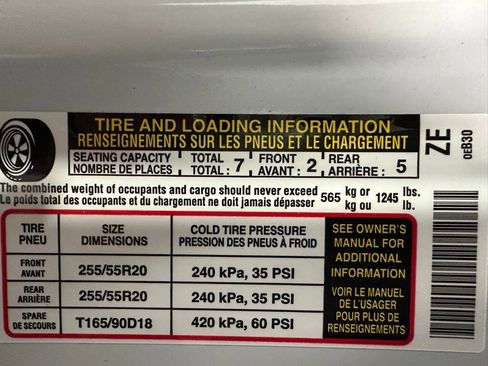 TIRE AND LOADING INFORMATION
RENSEIGNEMENTS SUR LES PNEUS ET LE CHARGEMENT
SEATING CAPACITY TOTAL 7 FRONT 2 REAR 5
NOMBRE DE PLACES TOTAL : AVANT : ARRIÈRE :
The combined weight of occupants and cargo should never exceed 565 kg or 1245 lbs.
Le poids total des occupants et du chargement ne doit jamais dépasser kg ou lb.
TIRE SIZE COLD TIRE PRESSURE
PNEU DIMENSIONS PRESSION DES PNEUS À FROID
FRONT
AVANT 255/55R20 240 kPa, 35 PSI
REAR
ARRIÈRE 255/55R20 240 kPa, 35 PSI
SPARE
DE SECOURS T165/90D18 420 kPa, 60 PSI
SEE OWNER'S
MANUAL FOR
ADDITIONAL
INFORMATION
VOIR LE MANUEL
DE L'USAGER
POUR PLUS DE
RENSEIGNEMENTS
ZE
0EB30